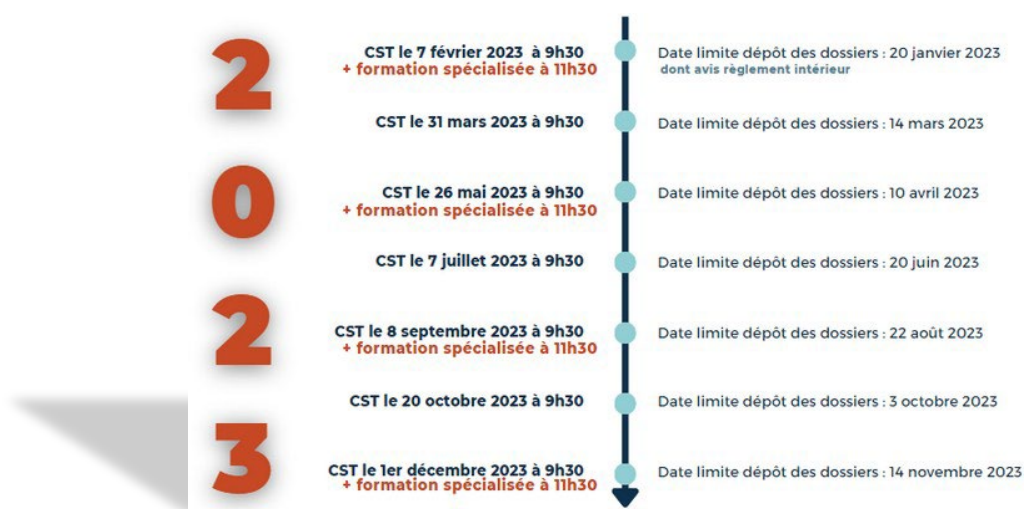 2
0
2
3
CST le 7 février 2023 à 9h30
+ formation spécialisée à 11h30
Date limite dépôt des dossiers : 20 janvier 2023
dont avis règlement intérieur
CST le 31 mars 2023 à 9h30
Date limite dépôt des dossiers : 14 mars 2023
CST le 26 mai 2023 à 9h30
+ formation spécialisée à 11h30
Date limite dépôt des dossiers : 10 avril 2023
CST le 7 juillet 2023 à 9h30
Date limite dépôt des dossiers : 20 juin 2023
CST le 8 septembre 2023 à 9h30
+ formation spécialisée à 11h30
Date limite dépôt des dossiers : 22 août 2023
CST le 20 octobre 2023 à 9h30
Date limite dépôt des dossiers : 3 octobre 2023
CST le 1er décembre 2023 à 9h30
+ formation spécialisée à 11h30
Date limite dépôt des dossiers : 14 novembre 2023